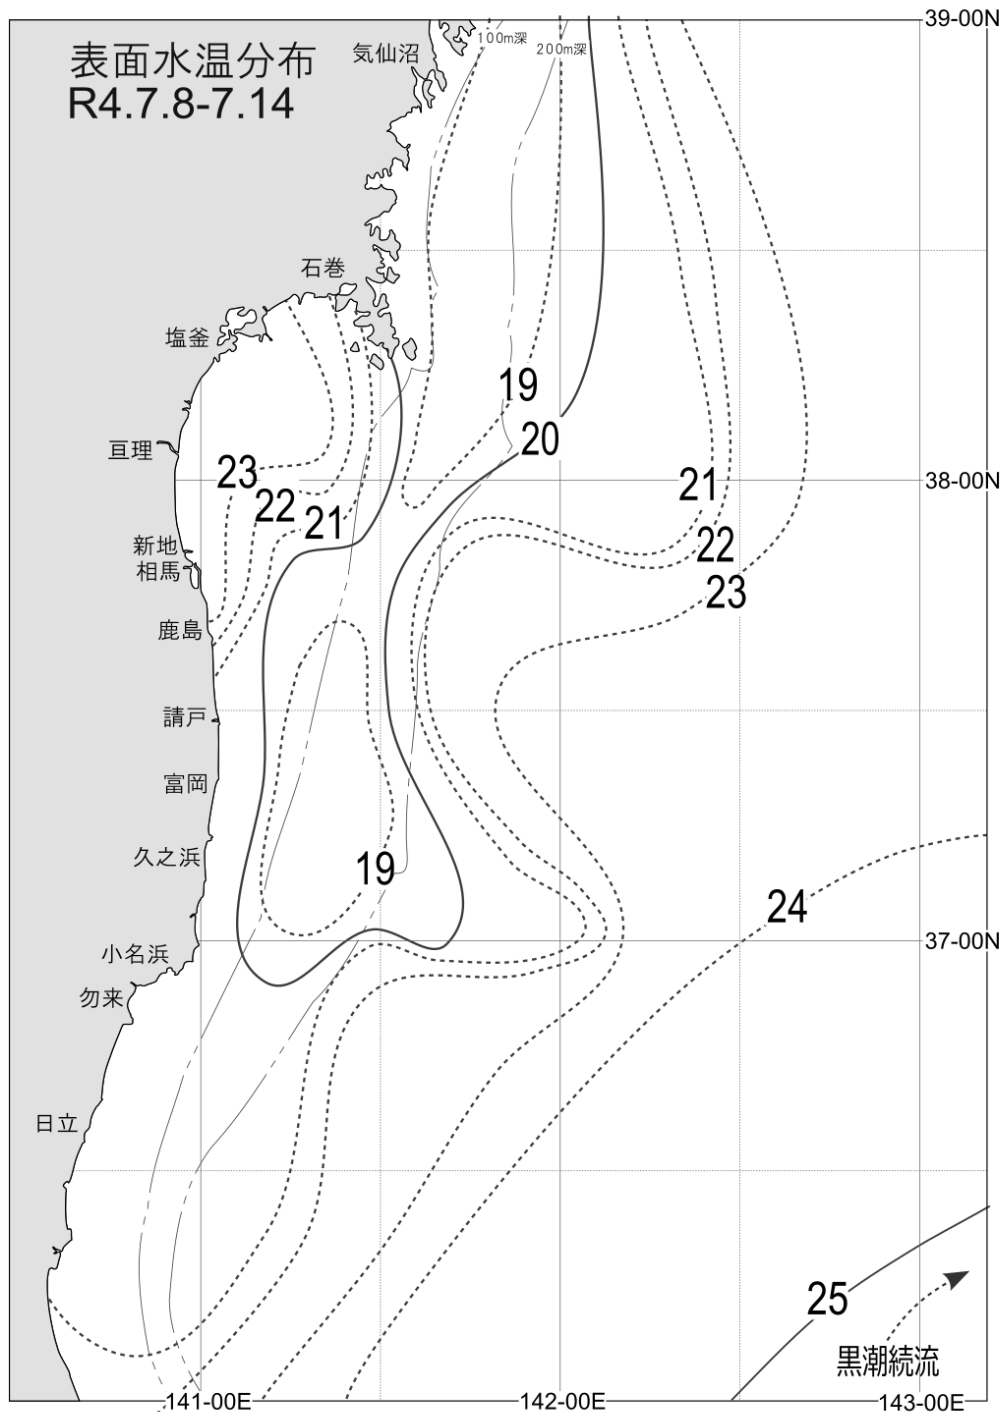 39-00N
100m深
200m深
気仙沼
表面水温分布
R4.7.8-7.14
石巻
塩釜
19
20
亘理
23
22
21
38-00N
21
新地
22
相馬
23
鹿島
請戸
富岡
久之浜
19
24
37-00N
小名浜
勿来
日立
25
黒潮続流
141-00E
142-00E
143-00E